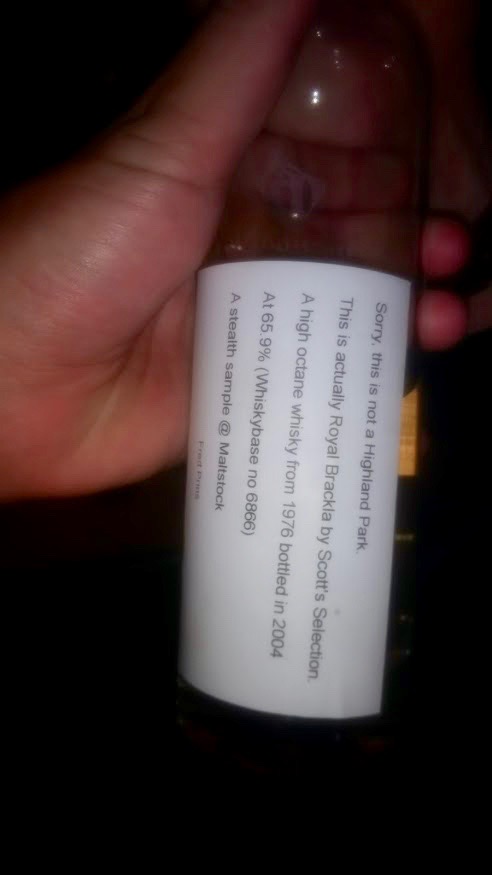 Sorry, this is not a Highland Park.
This is actually Royal Brackla by Scott's Selection.
A high octane whisky from 1976 bottled in 2004
At 65.9% (Whiskybase no 6866)
A stealth sample @ Maltstock